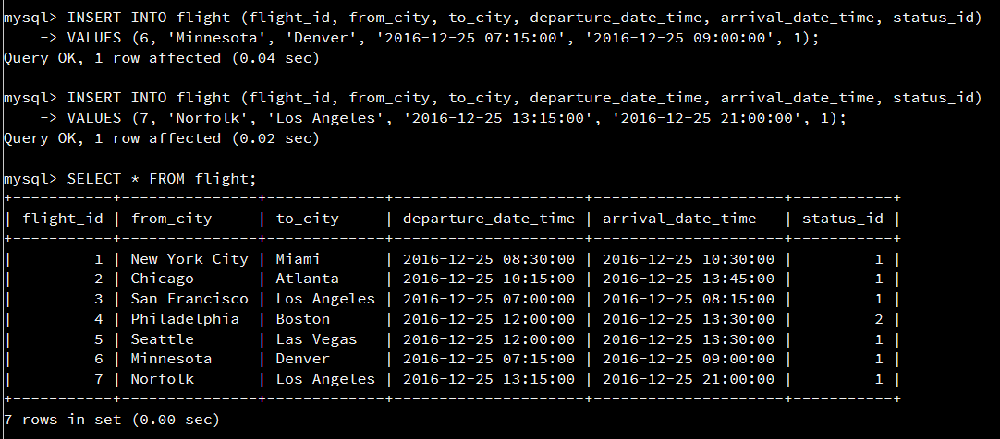 mysql> INSERT INTO flight (flight_id, from_city, to_city, departure_date_time, arrival_date_time, status_id)
    -> VALUES (6, 'Minnesota', 'Denver', '2016-12-25 07:15:00', '2016-12-25 09:00:00', 1);
Query OK, 1 row affected (0.04 sec)

mysql> INSERT INTO flight (flight_id, from_city, to_city, departure_date_time, arrival_date_time, status_id)
    -> VALUES (7, 'Norfolk', 'Los Angeles', '2016-12-25 13:15:00', '2016-12-25 21:00:00', 1);
Query OK, 1 row affected (0.02 sec)

mysql> SELECT * FROM flight;
+-----------+---------------+-------------+---------------------+---------------------+-----------+
| flight_id | from_city     | to_city     | departure_date_time | arrival_date_time   | status_id |
+-----------+---------------+-------------+---------------------+---------------------+-----------+
|         1 | New York City | Miami       | 2016-12-25 08:30:00 | 2016-12-25 10:30:00 |         1 |
|         2 | Chicago       | Atlanta     | 2016-12-25 10:15:00 | 2016-12-25 13:45:00 |         1 |
|         3 | San Francisco | Los Angeles | 2016-12-25 07:00:00 | 2016-12-25 08:15:00 |         1 |
|         4 | Philadelphia  | Boston      | 2016-12-25 12:00:00 | 2016-12-25 13:30:00 |         2 |
|         5 | Seattle       | Las Vegas   | 2016-12-25 12:00:00 | 2016-12-25 13:30:00 |         1 |
|         6 | Minnesota     | Denver      | 2016-12-25 07:15:00 | 2016-12-25 09:00:00 |         1 |
|         7 | Norfolk       | Los Angeles | 2016-12-25 13:15:00 | 2016-12-25 21:00:00 |         1 |
+-----------+---------------+-------------+---------------------+---------------------+-----------+
7 rows in set (0.00 sec)